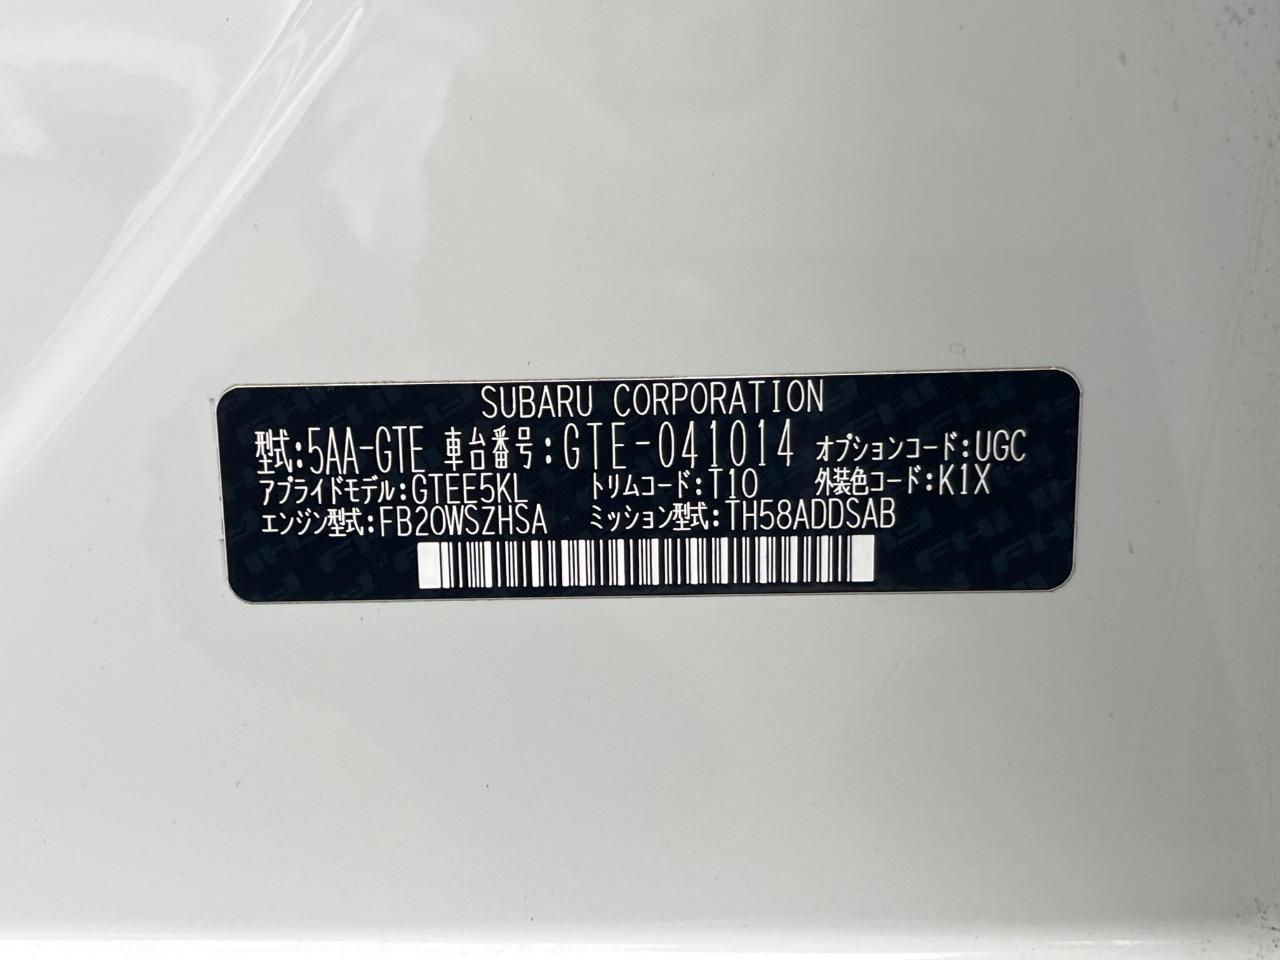 SUBARU CORPORATION
型式:5AA-GTE 車台番号:GTE-041014 オプションコード:UGC
アプライドモデル:GTEE5KL トリムコード:T10 外装色コード:K1X
エンジン型式:FB20WSZHSA ミッション型式:TH58ADDSAB